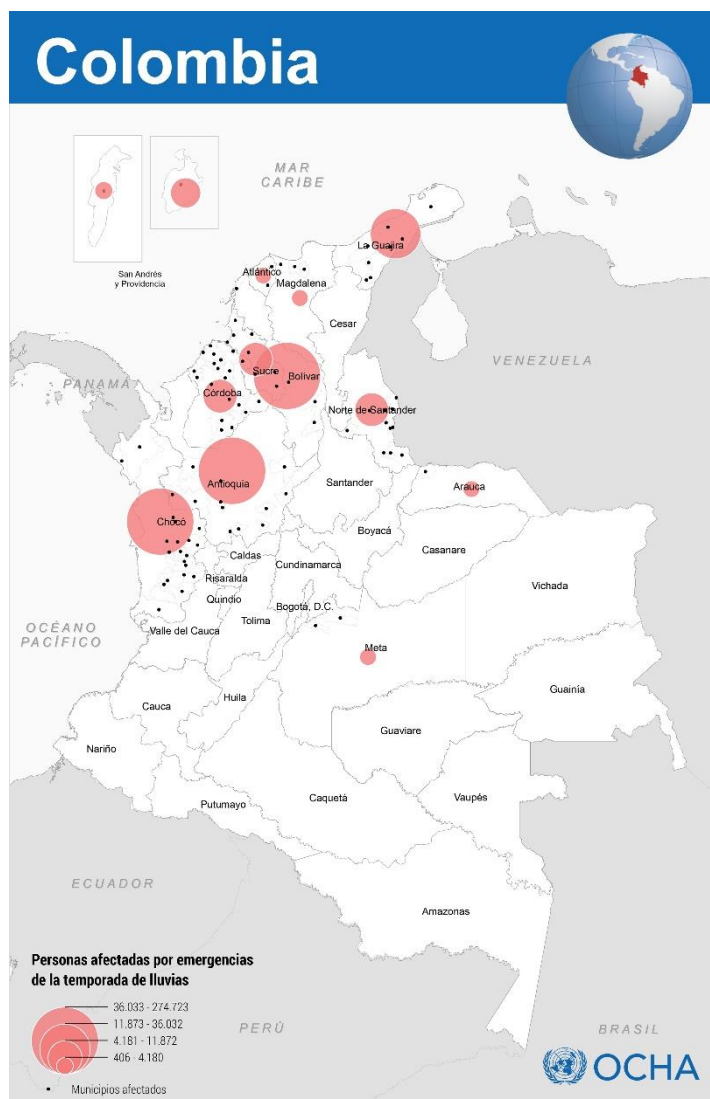 Colombia
MAR
CARIBE
San Andrés
y Providencia
La Guajira
Atlántico
Magdalena
Cesar
VENEZUELA
PANAMÁ
Sucre
Bolívar
Córdoba
Norte de Santander
Antioquia
Santander
Arauca
Chocó
Boyacá
Casanare
Caldas
Cundinamarca
Risaralda
Vichada
Quindío
Bogotá, D.C.
Tolima
Valle del Cauca
OCÉANO
PACÍFICO
Meta
Guainía
Huila
Cauca
Guaviare
Nariño
Caquetá
Vaupés
Putumayo
ECUADOR
Amazonas
Personas afectadas por emergencias
de la temporada de lluvias
36.033 - 274.723
11.873 - 36.032
4.181 - 11.872
406 - 4.180
Municipios afectados
PERÚ
BRASIL
OCHA